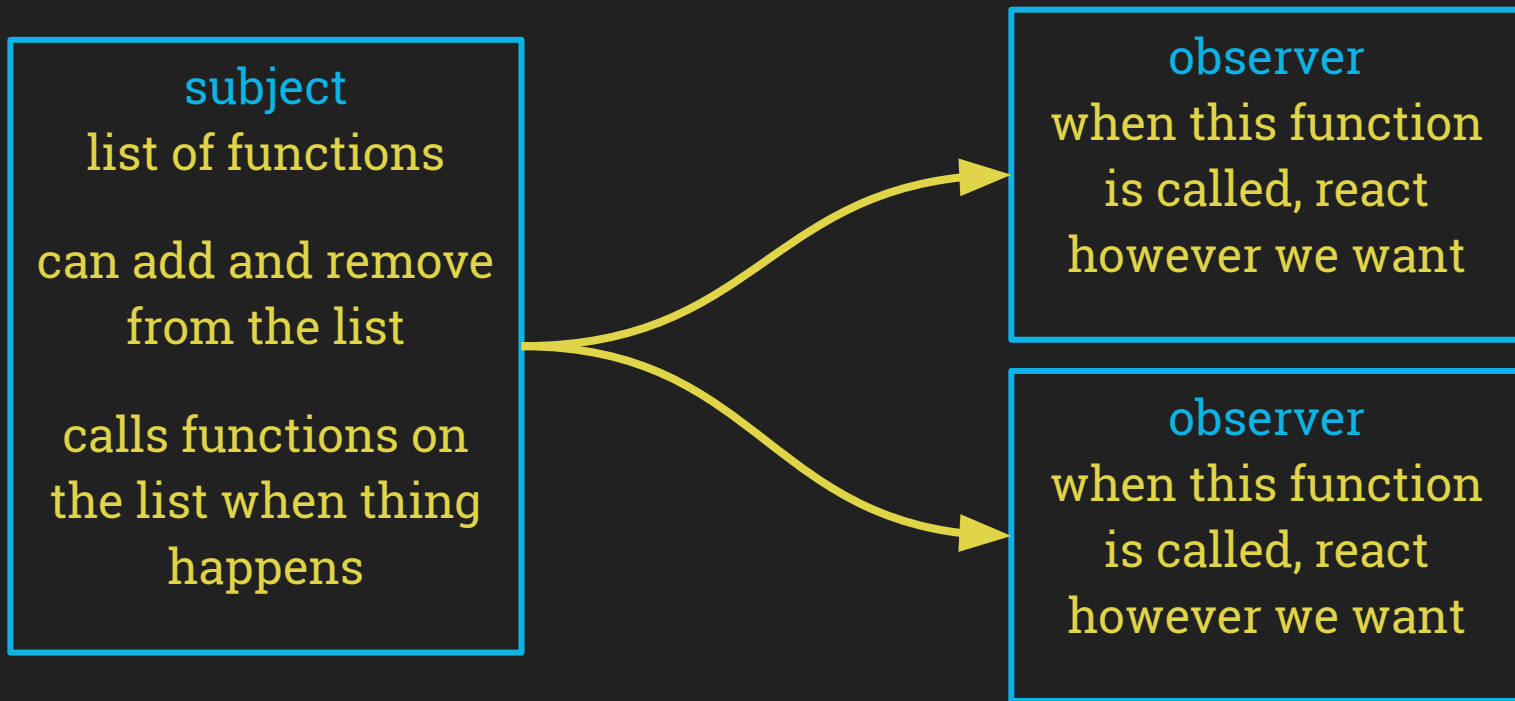 subject
list of functions
can add and remove
from the list
calls functions on
the list when thing
happens
observer
when this function
is called, react
however we want
observer
when this function
is called, react
however we want